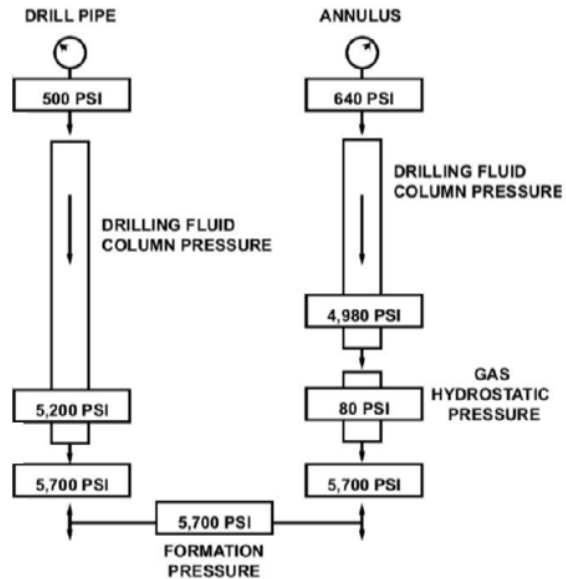 DRILL PIPE
ANNULUS
500 PSI
640 PSI
DRILLING FLUID
COLUMN PRESSURE
DRILLING FLUID
COLUMN PRESSURE
4,980 PSI
GAS
HYDROSTATIC
PRESSURE
5,200 PSI
80 PSI
5,700 PSI
5,700 PSI
5,700 PSI
FORMATION
PRESSURE